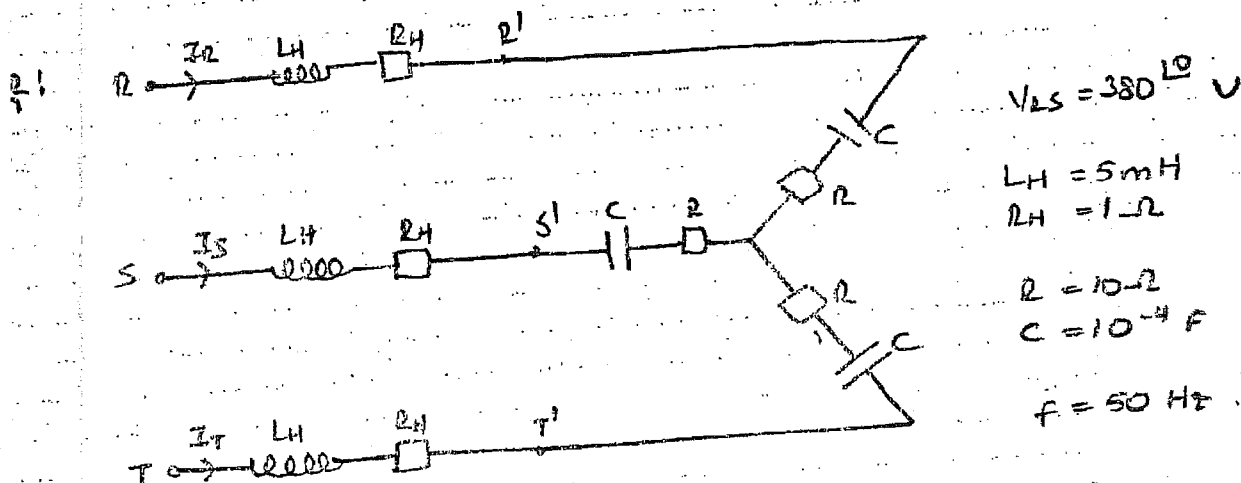 2!
R IR LH RH R'
VRS = 380∠0 V
C
LH = 5mH
R
RH = 1Ω
S IS LH RH S' C R
R
R = 10Ω
C = 10⁻⁴ F
C
f = 50 Hz.
T IT LH RH T'